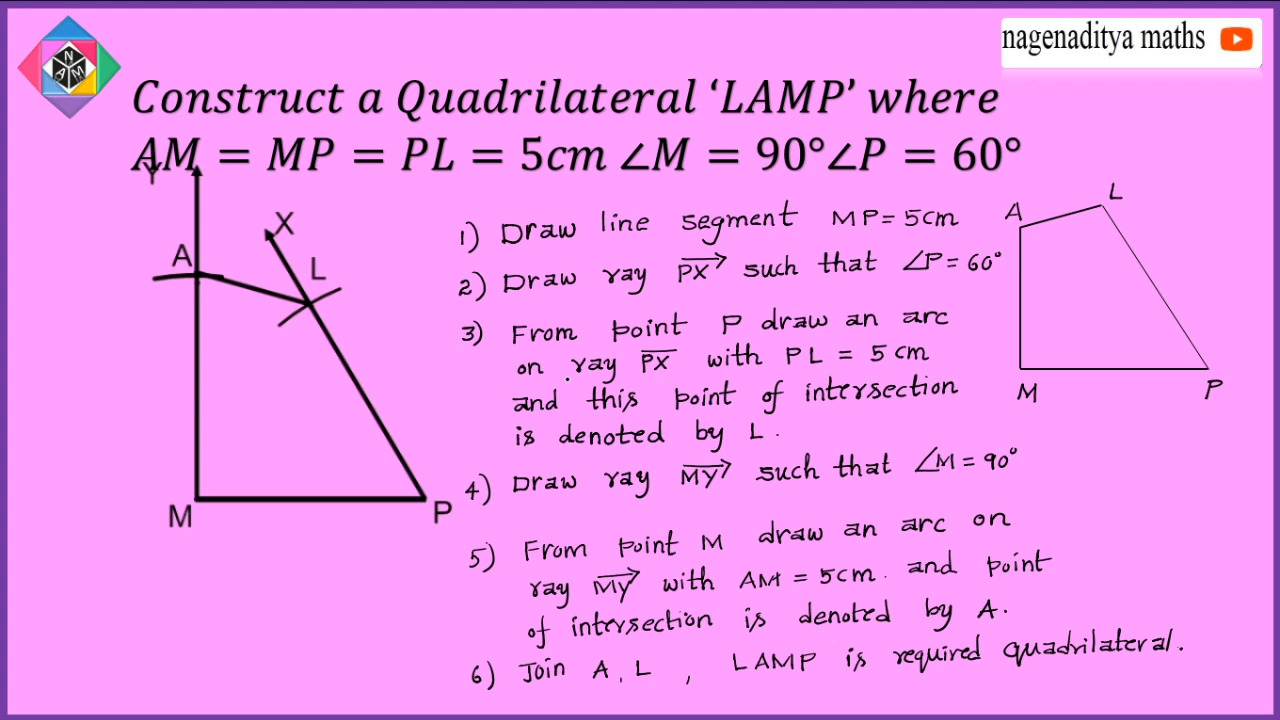 N
A M
nagenaditya maths
Construct a Quadrilateral ‘LAMP’ where
AM = MP = PL = 5cm ∠M = 90°∠P = 60°
Y
X
A
L
M
P
1) Draw line segment MP = 5cm
2) Draw ray PX such that ∠P = 60°
3) From point P draw an arc
on ray PX with PL = 5 cm
and this point of intersection
is denoted by L.
4) Draw ray MY such that ∠M = 90°
5) From point M draw an arc on
ray MY with AM = 5cm. and point
of intersection is denoted by A.
6) Join A, L , LAMP is required quadrilateral.
A
L
M
P